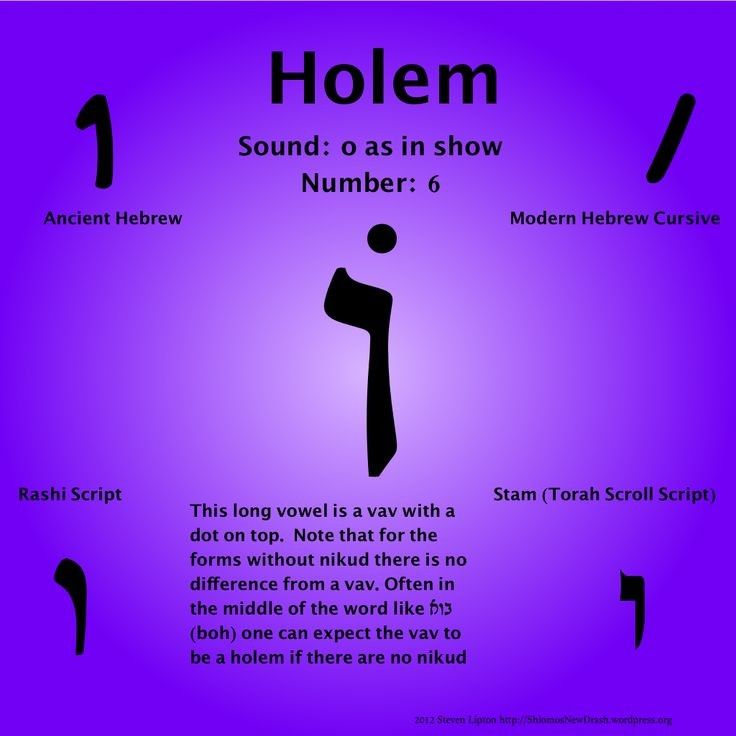 Holem
Sound: o as in show
Number: 6
ו
ו
Ancient Hebrew
Modern Hebrew Cursive
וֹ
Rashi Script
Stam (Torah Scroll Script)
ו
ו
This long vowel is a vav with a
dot on top. Note that for the
forms without nikud there is no
difference from a vav. Often in
the middle of the word like
(boh) one can expect the vav to
be a holem if there are no nikud
2012 Steven Lipton http://ShlomosNewDrash.wordpress.org